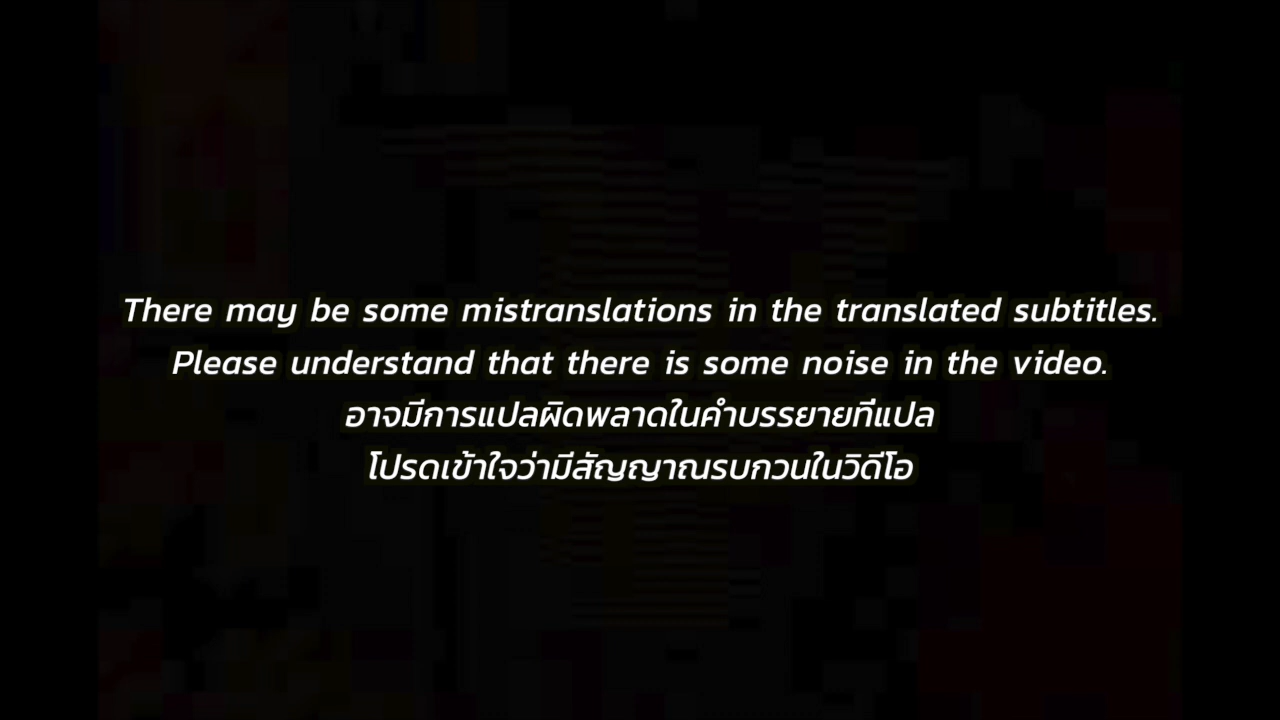 There may be some mistranslations in the translated subtitles.
Please understand that there is some noise in the video.
อาจมีการแปลผิดพลาดในคำบรรยายที่แปล
โปรดเข้าใจว่ามีสัญญาณรบกวนในวิดีโอ